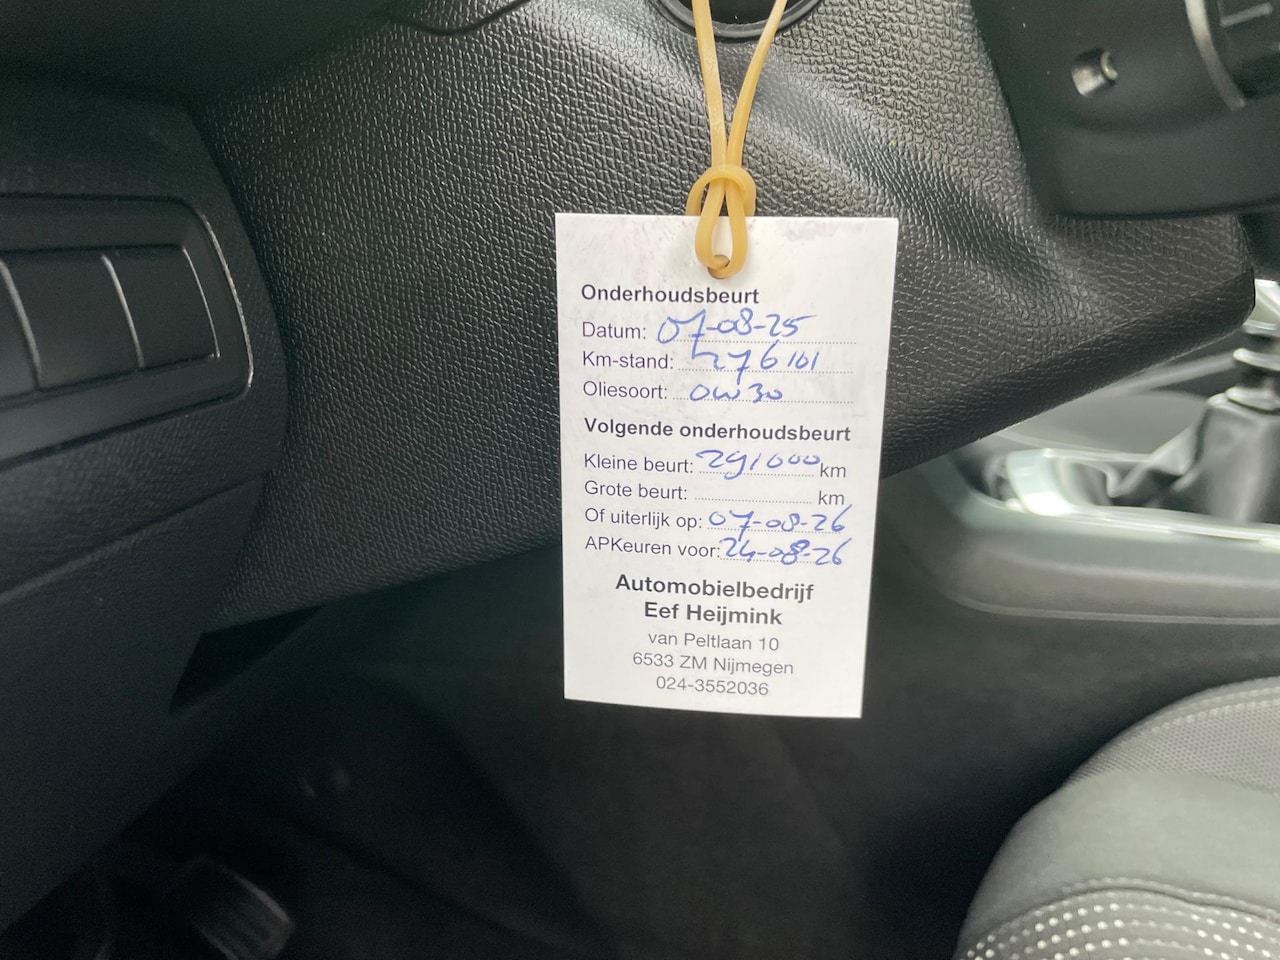 Onderhoudsbeurt
Datum: 07-08-25
Km-stand: 276101
Oliesoort: 0W30
Volgende onderhoudsbeurt
Kleine beurt: 291000 km
Grote beurt: km
Of uiterlijk op: 07-08-26
APKeuren voor: 24-08-26
Automobielbedrijf
Eef Heijmink
van Peltlaan 10
6533 ZM Nijmegen
024-3552036